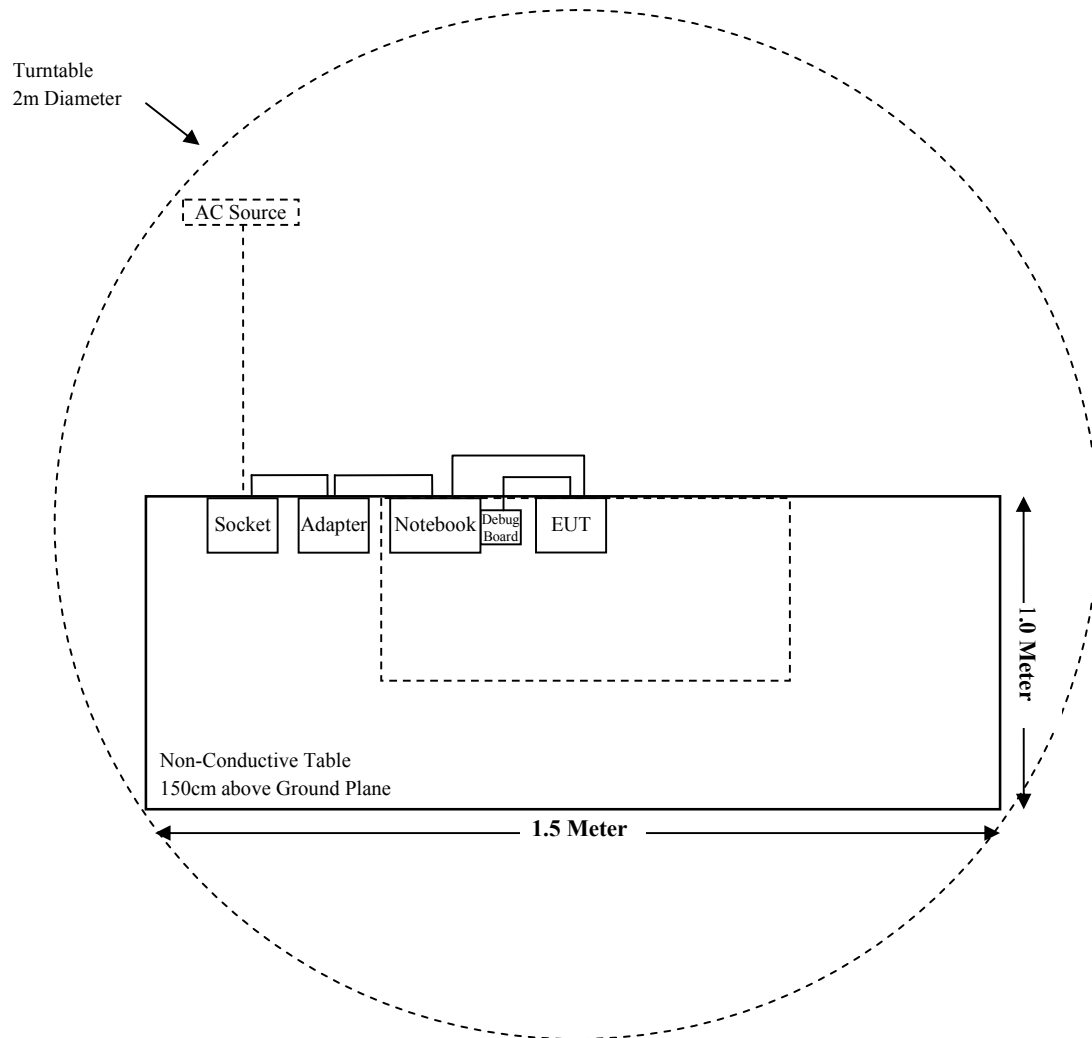 Turntable
2m Diameter
AC Source
Socket
Adapter
Notebook
Debug
Board
EUT
1.0 Meter
Non-Conductive Table
150cm above Ground Plane
1.5 Meter